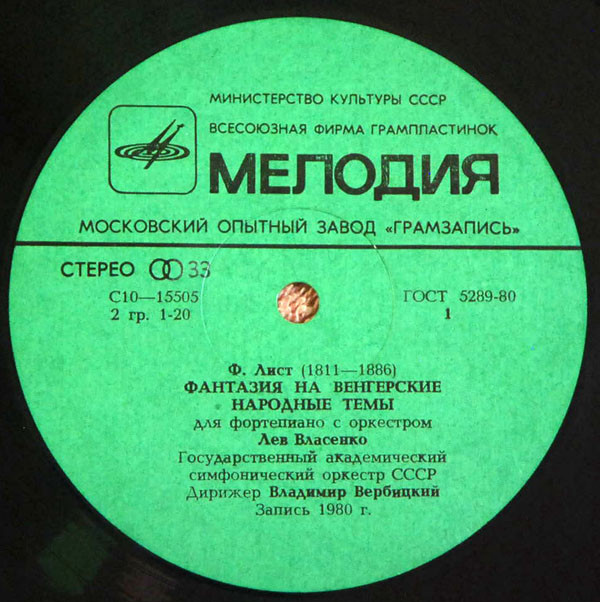 МИНИСТЕРСТВО КУЛЬТУРЫ СССР
ВСЕСОЮЗНАЯ ФИРМА ГРАМПЛАСТИНОК
МЕЛОДИЯ
МОСКОВСКИЙ ОПЫТНЫЙ ЗАВОД «ГРАМЗАПИСЬ»
СТЕРЕО 33
С10—15505 ГОСТ 5289-80
2 гр. 1-20 1
Ф. Лист (1811—1886)
ФАНТАЗИЯ НА ВЕНГЕРСКИЕ
НАРОДНЫЕ ТЕМЫ
для фортепиано с оркестром
Лев Власенко
Государственный академический
симфонический оркестр СССР
Дирижер Владимир Вербицкий
Запись 1980 г.